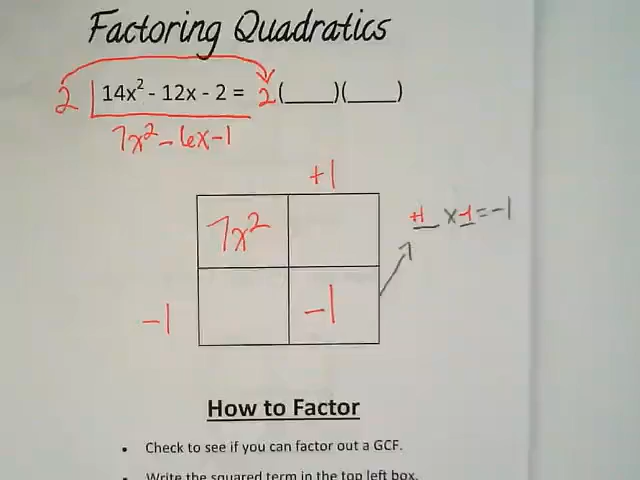 Factoring Quadratics
2 14x² - 12x - 2 = 2(____)(____)
7x² - 6x - 1
+1
7x²
+1 x -1 = -1
-1
-1
How to Factor
• Check to see if you can factor out a GCF.
• Write the squared term in the top left box.